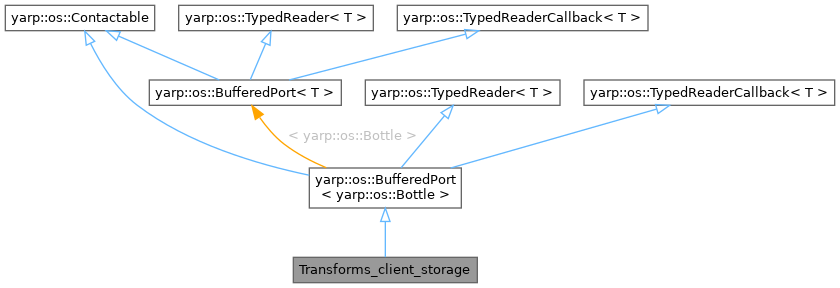 yarp::os::Contactable
yarp::os::TypedReader< T >
yarp::os::TypedReaderCallback< T >
yarp::os::BufferedPort< T >
yarp::os::TypedReader< T >
yarp::os::TypedReaderCallback< T >
< yarp::os::Bottle >
yarp::os::BufferedPort
< yarp::os::Bottle >
Transforms_client_storage